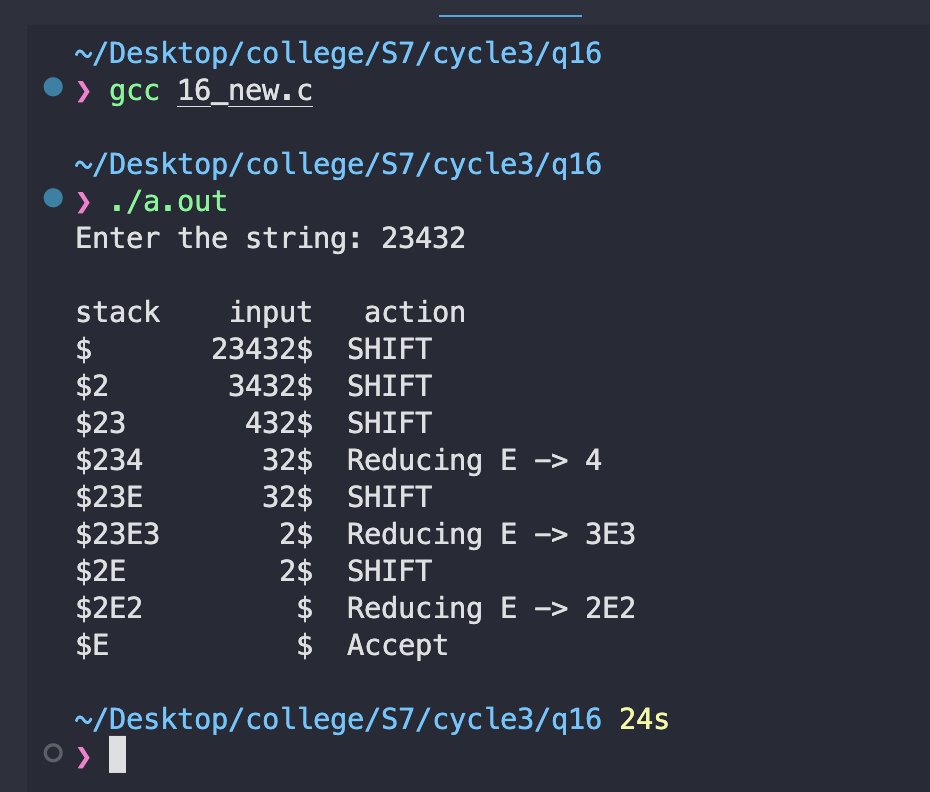 ~/Desktop/college/S7/cycle3/q16
❯ gcc 16_new.c
~/Desktop/college/S7/cycle3/q16
❯ ./a.out
Enter the string: 23432
stack    input   action
$       23432$  SHIFT
$2       3432$  SHIFT
$23       432$  SHIFT
$234       32$  Reducing E -> 4
$23E       32$  SHIFT
$23E3       2$  Reducing E -> 3E3
$2E         2$  SHIFT
$2E2         $  Reducing E -> 2E2
$E           $  Accept
~/Desktop/college/S7/cycle3/q16 24s
❯